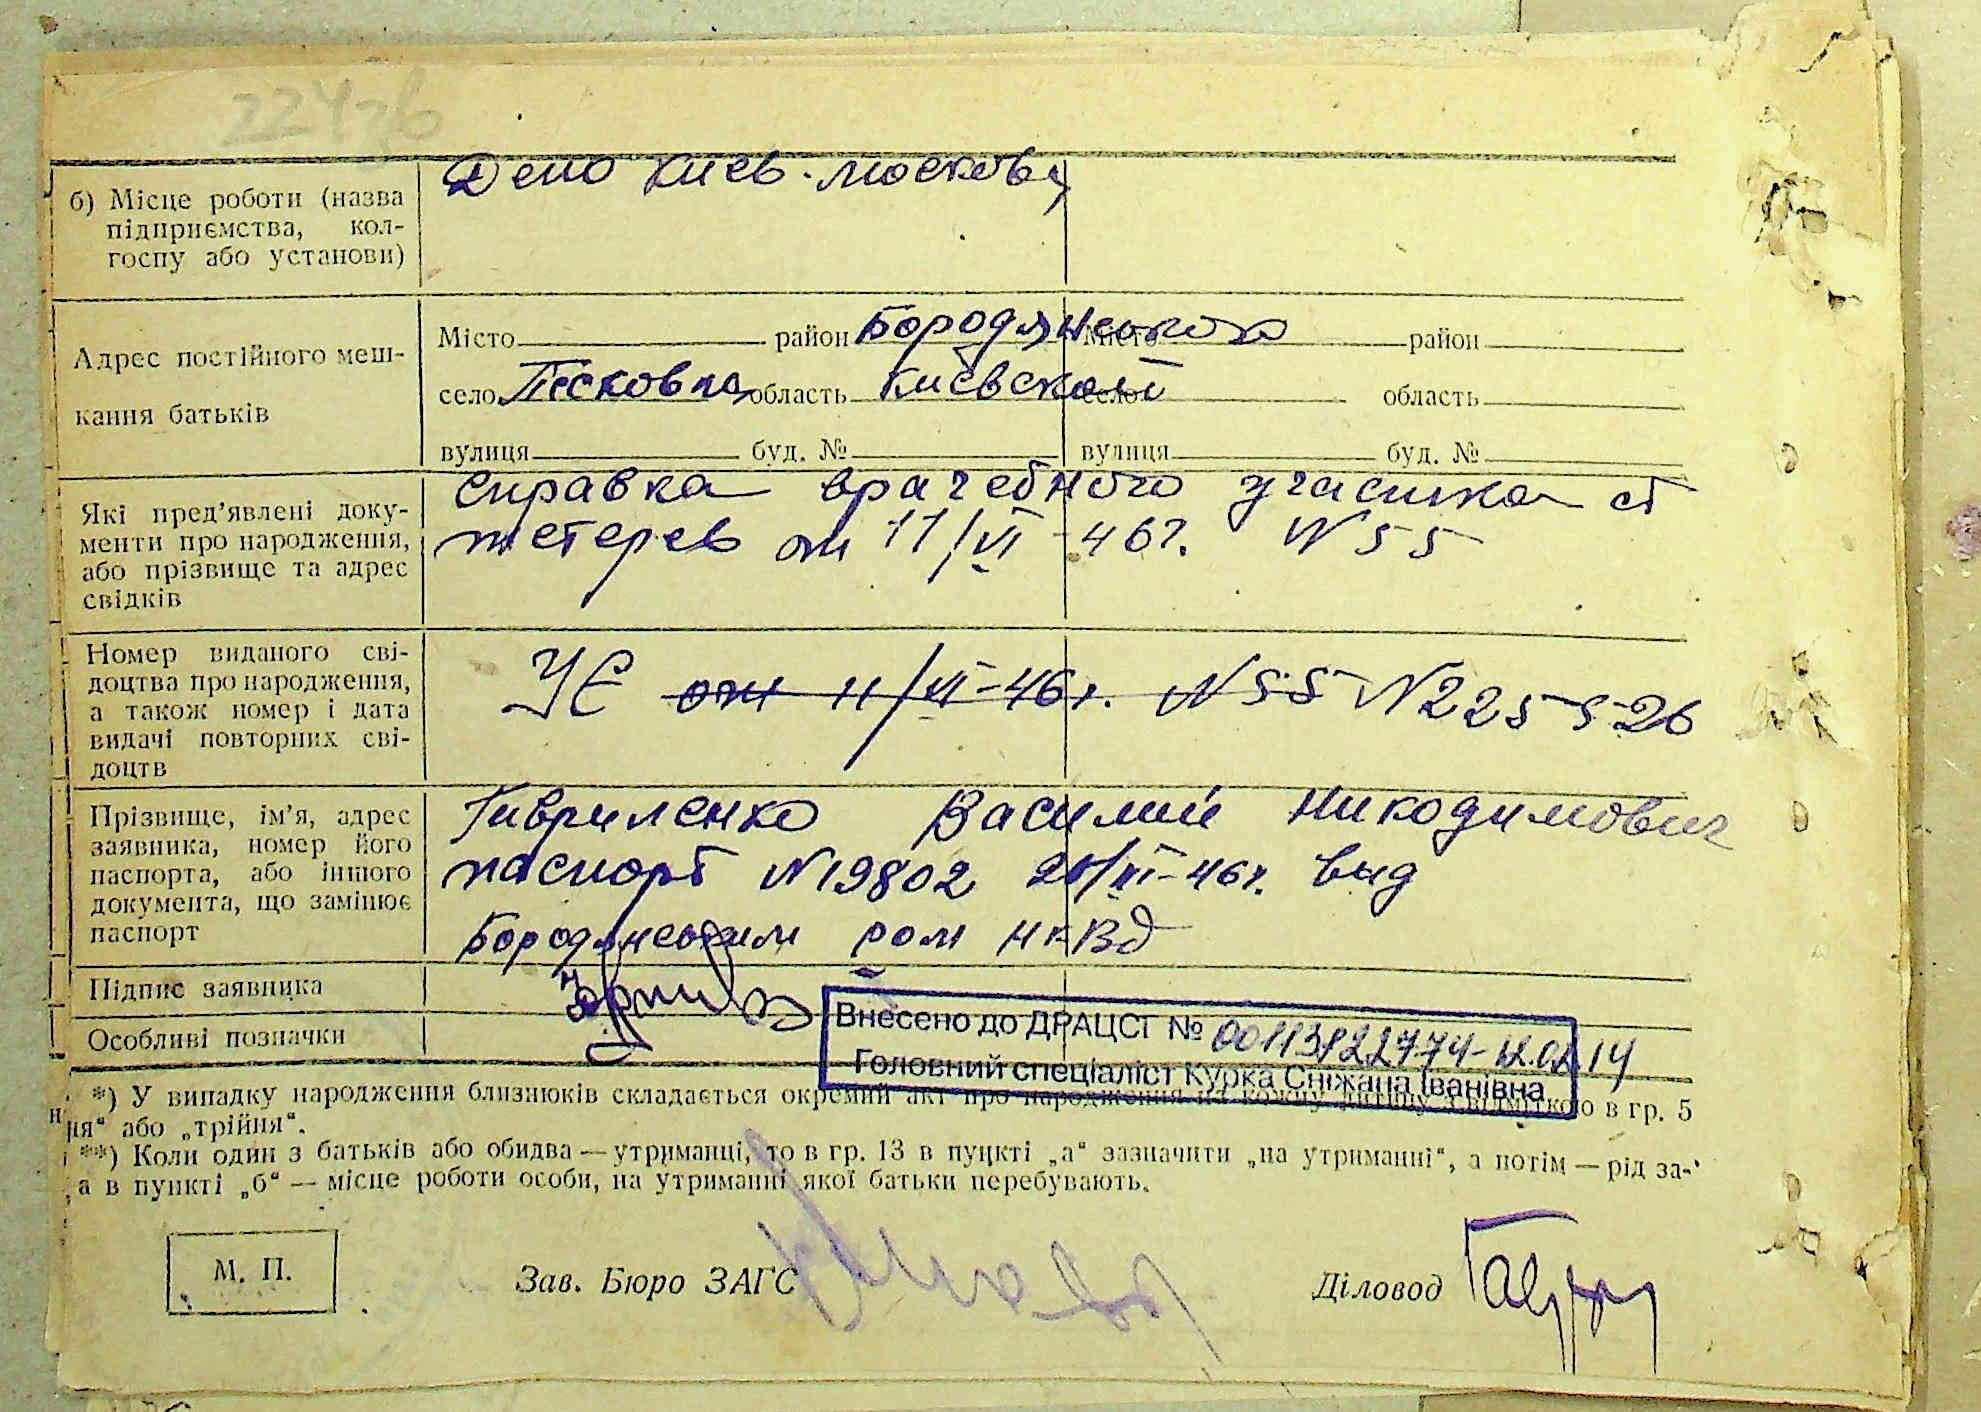 б) Місце роботи (назва
підприємства, кол-
госпу або установи)
Депо Киев-Москов
Адрес постійного меш-
кання батьків
Місто район Бородянского Місто район
село Песковка область Киевской село область
вулиця буд. № вулиця буд. №
Які пред'явлені доку-
менти про народження,
або прізвище та адрес
свідків
справка врачебного участка ст
тетерев от 11/VI-46г. N 55
Номер виданого сві-
доцтва про народження,
а також номер і дата
видачі повторних сві-
доцтв
УЄ от 11/VI-46г. N55 N225526
Прізвище, ім'я, адрес
заявника, номер його
паспорта, або іншого
документа, що замінює
паспорт
Гавриленко Василий Никодимович
паспорт N19802 /VI-46г. выд
Бородянским ром НКВД
Підпис заявника
Особливі позначки
Внесено до ДРАЦСГ № 00113822774-12.02.14
Головний спеціаліст Курка Сніжана Іванівна
*) У випадку народження близнюків складається окремий акт про народження на кожну дитину з відміткою в гр. 5
ня“ або „трійня“.
**) Коли один з батьків або обидва — утриманці, то в гр. 13 в пункті „а“ зазначити „на утриманні“, а потім — рід за-
, а в пункті „б“ — місце роботи особи, на утриманні якої батьки перебувають.
М. П.
Зав. Бюро ЗАГС
Діловод